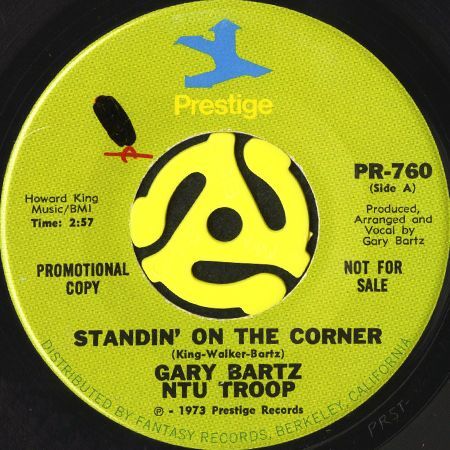 Prestige
PR-760
(Side A)
Howard King
Music/BMI
Time: 2:57
Produced,
Arranged and
Vocal by
Gary Bartz
PROMOTIONAL
COPY
NOT FOR
SALE
STANDIN' ON THE CORNER
(King-Walker-Bartz)
GARY BARTZ
NTU TROOP
℗ - 1973 Prestige Records
DISTRIBUTED BY FANTASY RECORDS, BERKELEY, CALIFORNIA
PRST-